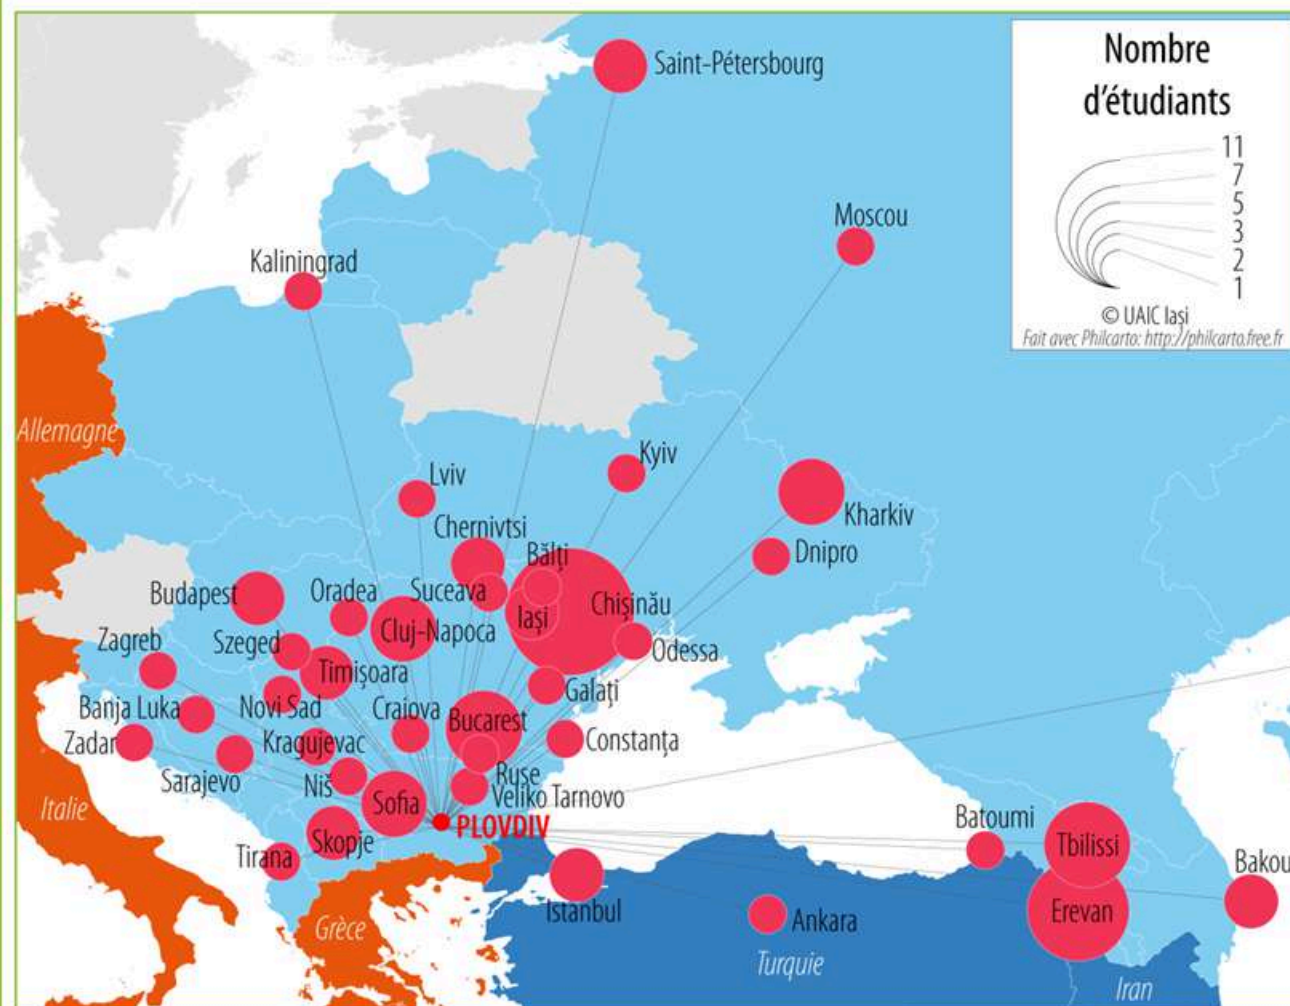 Nombre
d'étudiants
11
7
5
3
2
1
© UAIC Iași
Fait avec Philcarto: http://philcarto.free.fr
Saint-Pétersbourg
Moscou
Kaliningrad
Allemagne
Kyiv
Lviv
Kharkiv
Chernivtsi
Bălți
Dnipro
Budapest
Oradea
Suceava
Iași
Chișinău
Cluj-Napoca
Zagreb
Szeged
Odessa
Timișoara
Galați
Banja Luka
Novi Sad
Craiova
Bucarest
Zadar
Kragujevac
Constanța
Sarajevo
Niš
Ruse
Sofia
Veliko Tarnovo
Italie
PLOVDIV
Batoumi
Skopje
Tbilissi
Tirana
Bakou
Istanbul
Erevan
Ankara
Grèce
Turquie
Iran